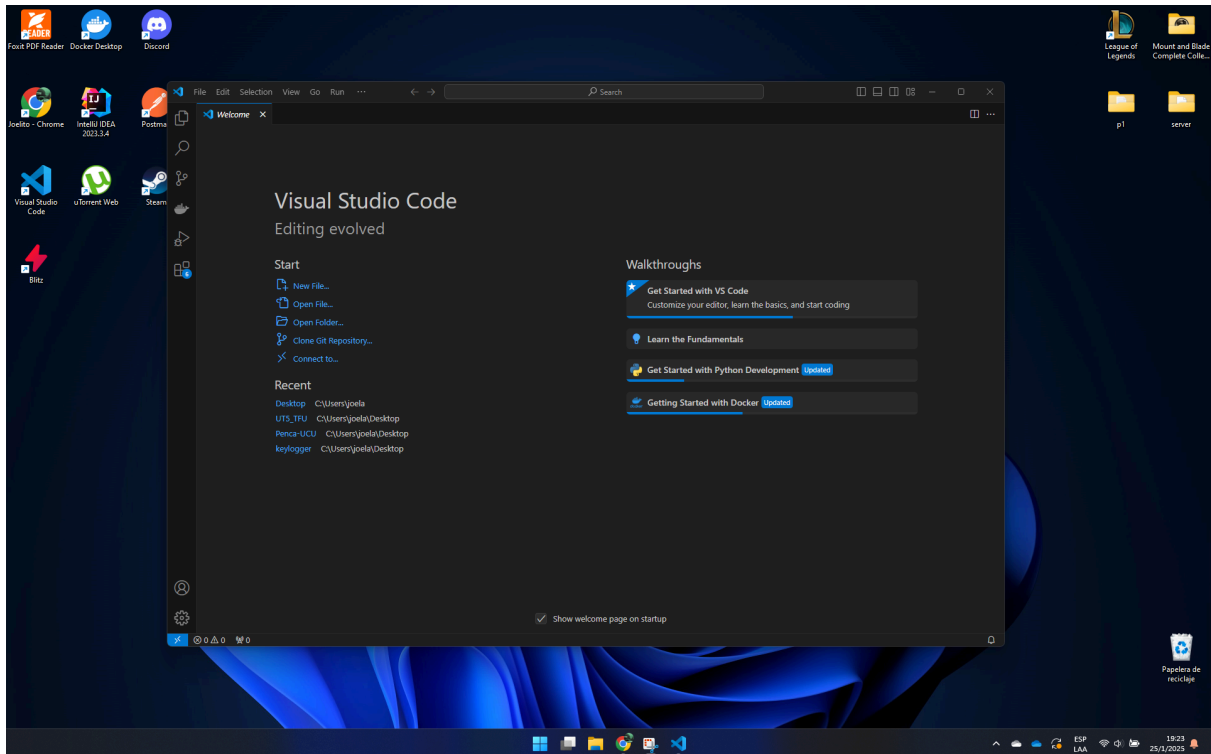 Foxit PDF Reader
Docker Desktop
Discord
League of
Legends
Mount and Blade
Complete Colle...
Joelito - Chrome
IntelliJ IDEA
2023.3.4
Postma
p1
server
Visual Studio
Code
uTorrent Web
Steam
Blitz
File Edit Selection View Go Run ··· Search
Welcome
Visual Studio Code
Editing evolved
Start
New File...
Open File...
Open Folder...
Clone Git Repository...
Connect to...
Recent
Desktop C:\Users\joela
UT5_TFU C:\Users\joela\Desktop
Penca-UCU C:\Users\joela\Desktop
keylogger C:\Users\joela\Desktop
Walkthroughs
Get Started with VS Code
Customize your editor, learn the basics, and start coding
Learn the Fundamentals
Get Started with Python Development Updated
Getting Started with Docker Updated
Show welcome page on startup
0 0 0
Papelera de
reciclaje
ESP
LAA
19:23
25/1/2025